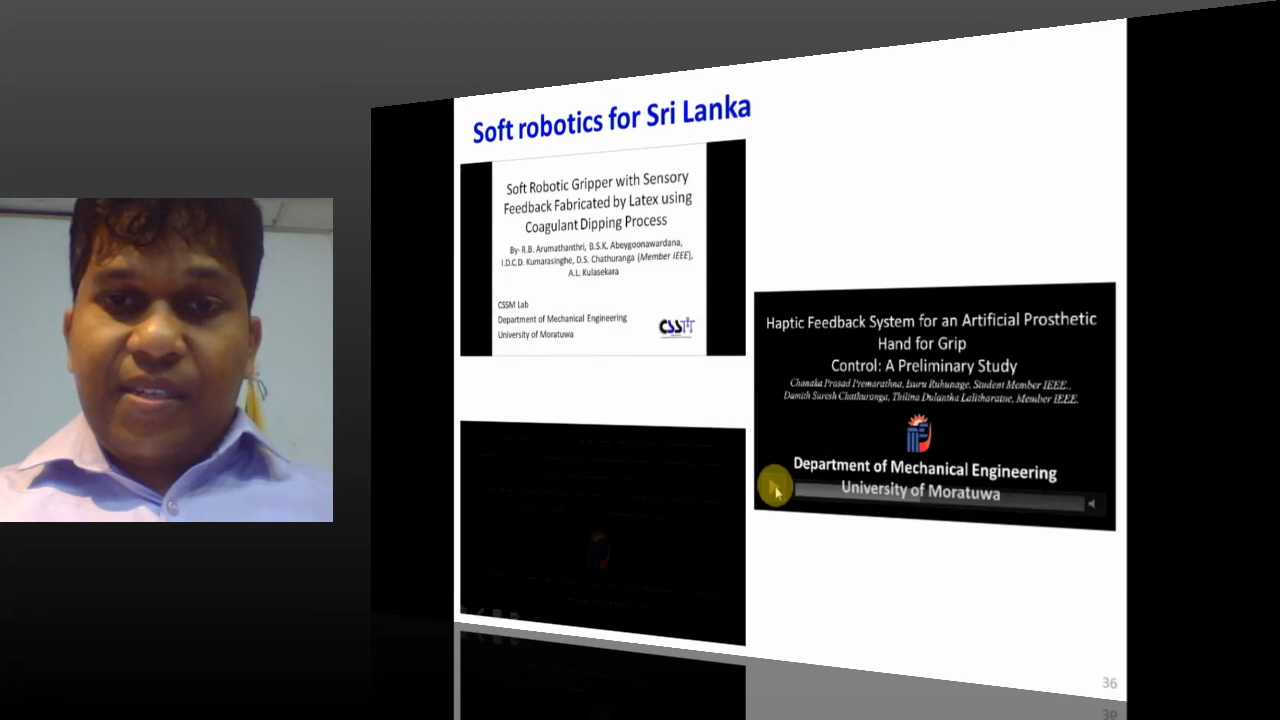 Soft robotics for Sri Lanka
Soft Robotic Gripper with Sensory
Feedback Fabricated by Latex using
Coagulant Dipping Process
By- R.B. Arumathanthri, B.S.K. Abeygoonawardana,
I.D.C.D. Kumarasinghe, D.S. Chathuranga (Member IEEE),
A.L. Kulasekara
CSSM Lab
Department of Mechanical Engineering
University of Moratuwa
Haptic Feedback System for an Artificial Prosthetic
Hand for Grip
Control: A Preliminary Study
Chanaka Prasad Premarathna, Isuru Ruhunage, Student Member IEEE.,
Damith Suresh Chathuranga, Thilina Dulantha Lalitharatne, Member IEEE.
Department of Mechanical Engineering
University of Moratuwa
36